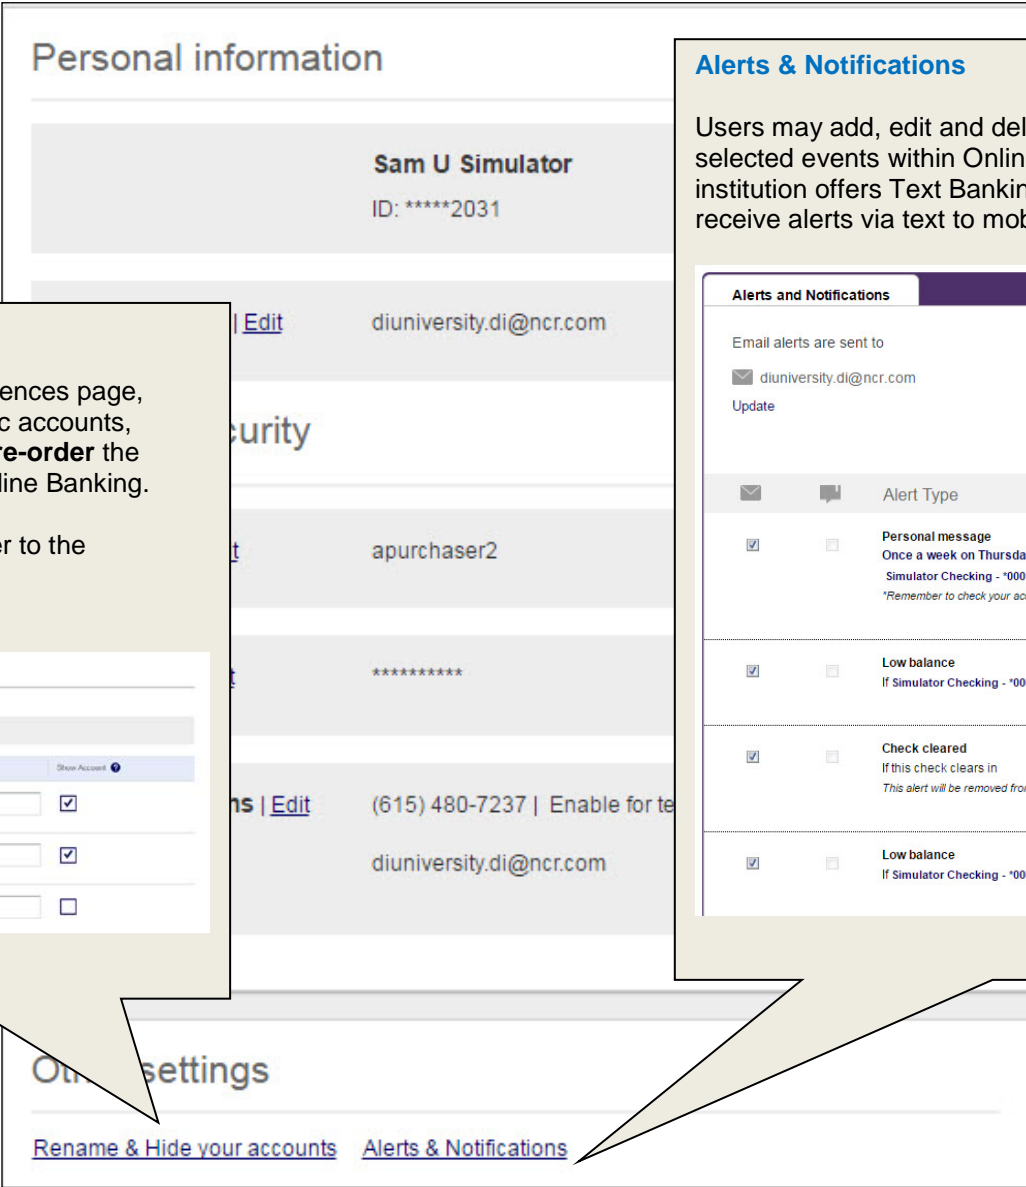 Personal information
Sam U Simulator
ID: *****2031
| Edit diuniversity.di@ncr.com
curity
apurchaser2
**********
ns | Edit (615) 480-7237 | Enable for te
diuniversity.di@ncr.com
ences page,
c accounts,
re-order the
line Banking.
r to the
Show Account
Alerts & Notifications
Users may add, edit and del
selected events within Onlin
institution offers Text Bankin
receive alerts via text to mob
Alerts and Notifications
Email alerts are sent to
diuniversity.di@ncr.com
Update
Alert Type
Personal message
Once a week on Thursda
Simulator Checking - *000
*Remember to check your acc
Low balance
If Simulator Checking - *00
Check cleared
If this check clears in
This alert will be removed from
Low balance
If Simulator Checking - *00
settings
Rename & Hide your accounts Alerts & Notifications